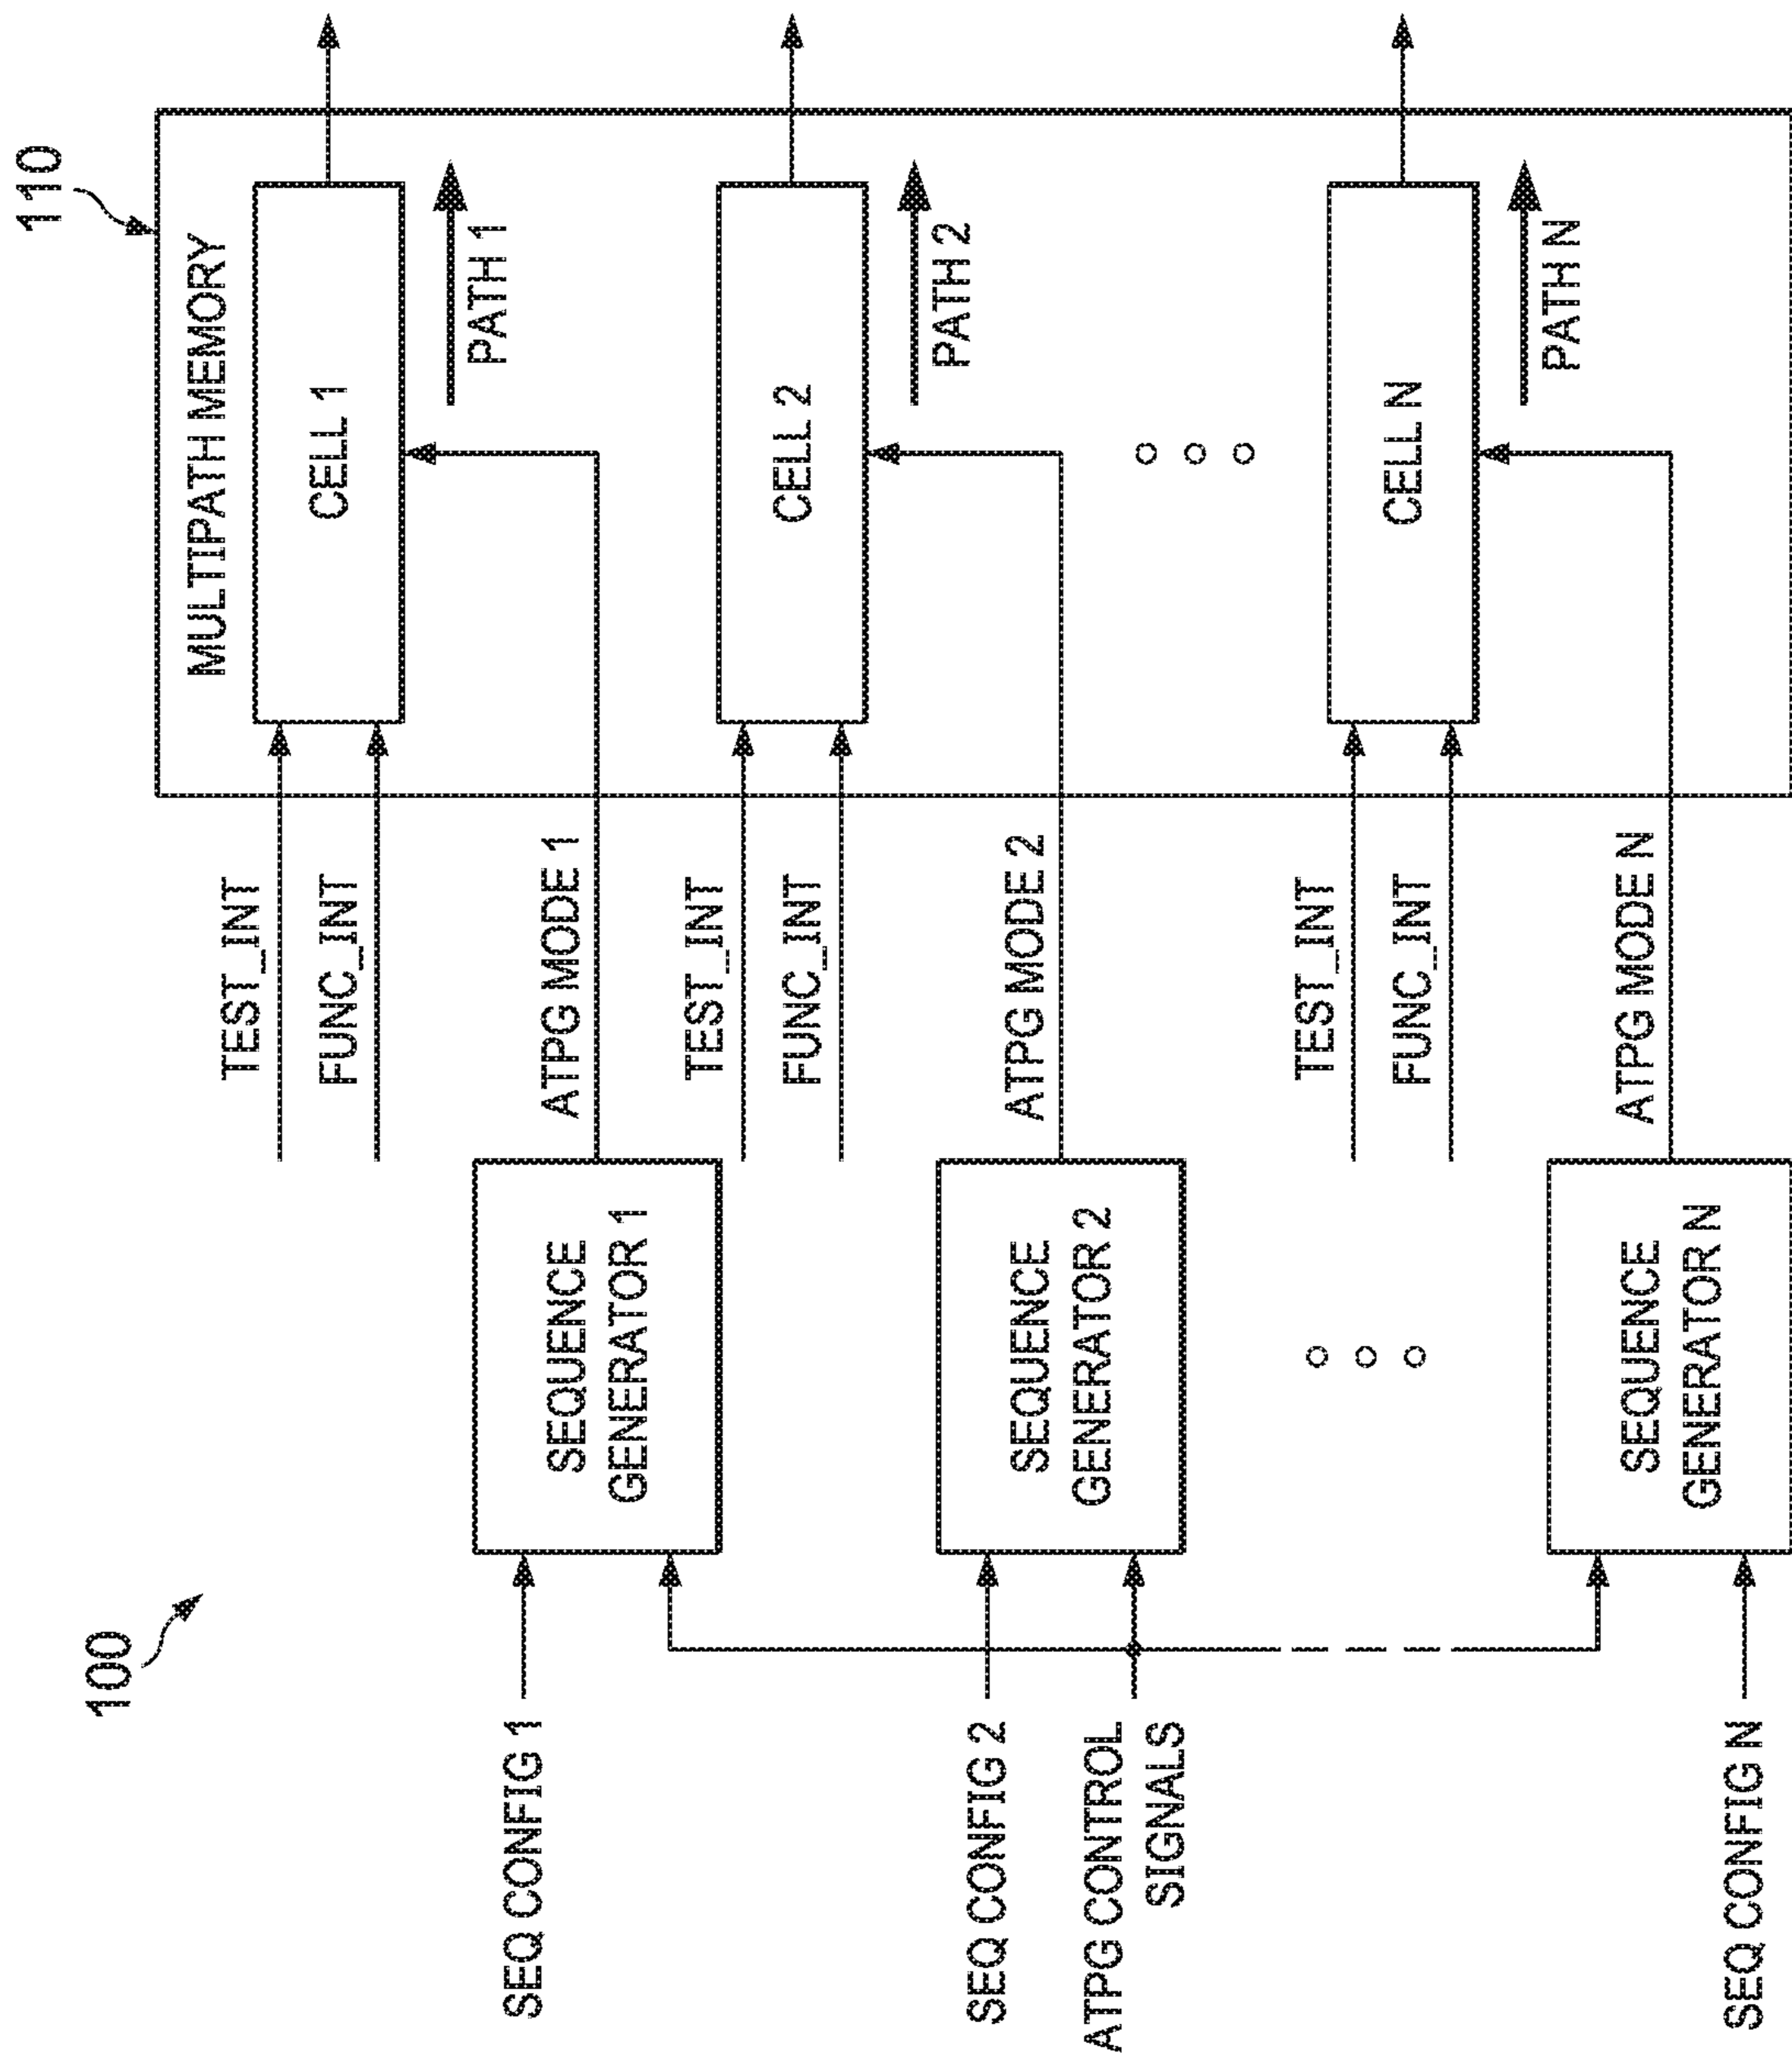 100
110
MULTIPATH MEMORY
TEST_INT
FUNC_INT
CELL 1
PATH 1
SEQ CONFIG 1
SEQUENCE
GENERATOR 1
ATPG MODE 1
TEST_INT
FUNC_INT
CELL 2
PATH 2
SEQ CONFIG 2
ATPG CONTROL
SIGNALS
SEQUENCE
GENERATOR 2
ATPG MODE 2
TEST_INT
FUNC_INT
CELL N
PATH N
SEQ CONFIG N
SEQUENCE
GENERATOR N
ATPG MODE N